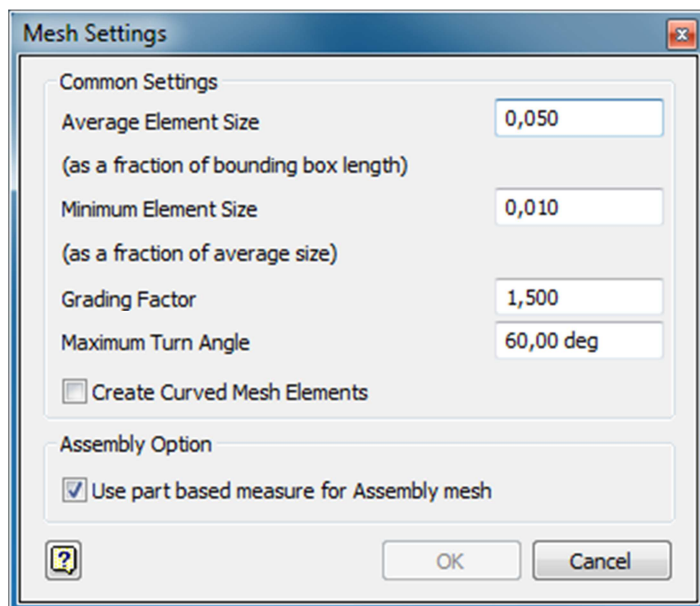 Mesh Settings
Common Settings
Average Element Size 0,050
(as a fraction of bounding box length)
Minimum Element Size 0,010
(as a fraction of average size)
Grading Factor 1,500
Maximum Turn Angle 60,00 deg
Create Curved Mesh Elements
Assembly Option
Use part based measure for Assembly mesh
? OK Cancel